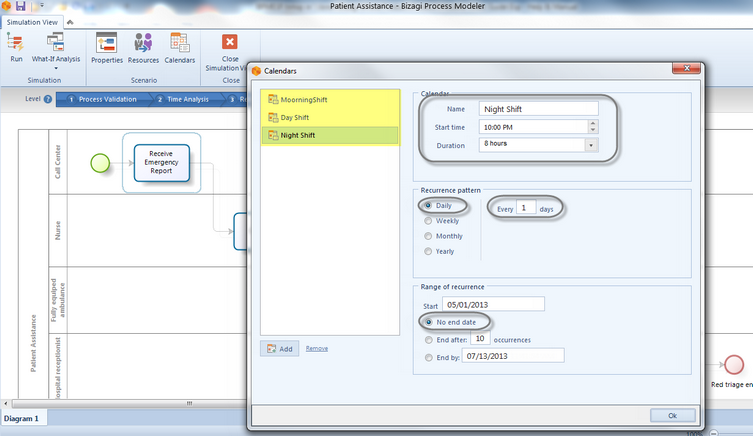 Patient Assistance - Bizagi Process Modeler
Simulation View
Run
What-If Analysis
Properties
Resources
Calendars
Close
Simulation Vi
Simulation
Scenario
Close
Level
1 Process Validation
2 Time Analysis
3 Re
Patient Assistance
Call Center
Nurse
Fully equiped
ambulance
ospital receptionist
Receive
Emergency
Report
Red triage en
Diagram 1
100%
Calendars
MoorningShift
Day Shift
Night Shift
Add
Remove
Calendar
Name Night Shift
Start time 10:00 PM
Duration 8 hours
Recurrence pattern
Daily
Every 1 days
Weekly
Monthly
Yearly
Range of recurrence
Start 05/01/2013
No end date
End after: 10 occurrences
End by: 07/13/2013
Ok